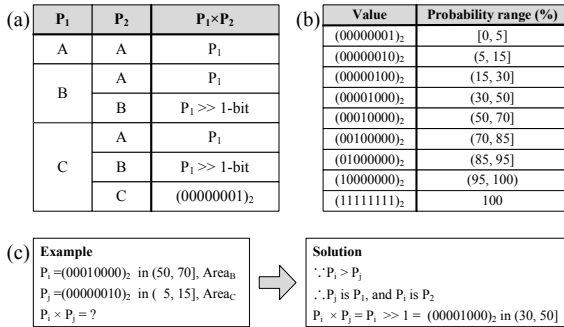 (a)
P₁ P₂ P₁×P₂
A A P₁
B A P₁
B P₁ >> 1-bit
C A P₁
B P₁ >> 1-bit
C (00000001)₂
(b)
Value Probability range (%)
(00000001)₂ [0, 5]
(00000010)₂ (5, 15]
(00000100)₂ (15, 30]
(00001000)₂ (30, 50]
(00010000)₂ (50, 70]
(00100000)₂ (70, 85]
(01000000)₂ (85, 95]
(10000000)₂ (95, 100)
(11111111)₂ 100
(c)
Example
Pᵢ =(00010000)₂ in (50, 70], Area_B
Pⱼ =(00000010)₂ in ( 5, 15], Area_C
Pᵢ × Pⱼ = ?
Solution
∵Pᵢ > Pⱼ
∴Pⱼ is P₁, and Pᵢ is P₂
Pᵢ × Pⱼ = Pᵢ >> 1 = (00001000)₂ in (30, 50]